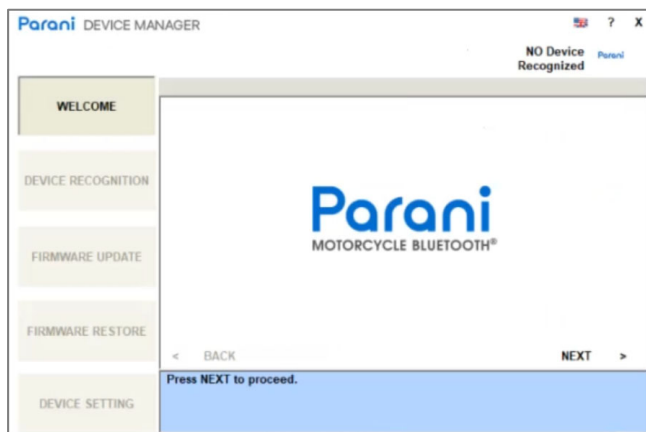 Parani DEVICE MANAGER
? X
NO Device
Recognized
Parani
WELCOME
DEVICE RECOGNITION
FIRMWARE UPDATE
FIRMWARE RESTORE
DEVICE SETTING
Parani
MOTORCYCLE BLUETOOTH®
< BACK
NEXT >
Press NEXT to proceed.